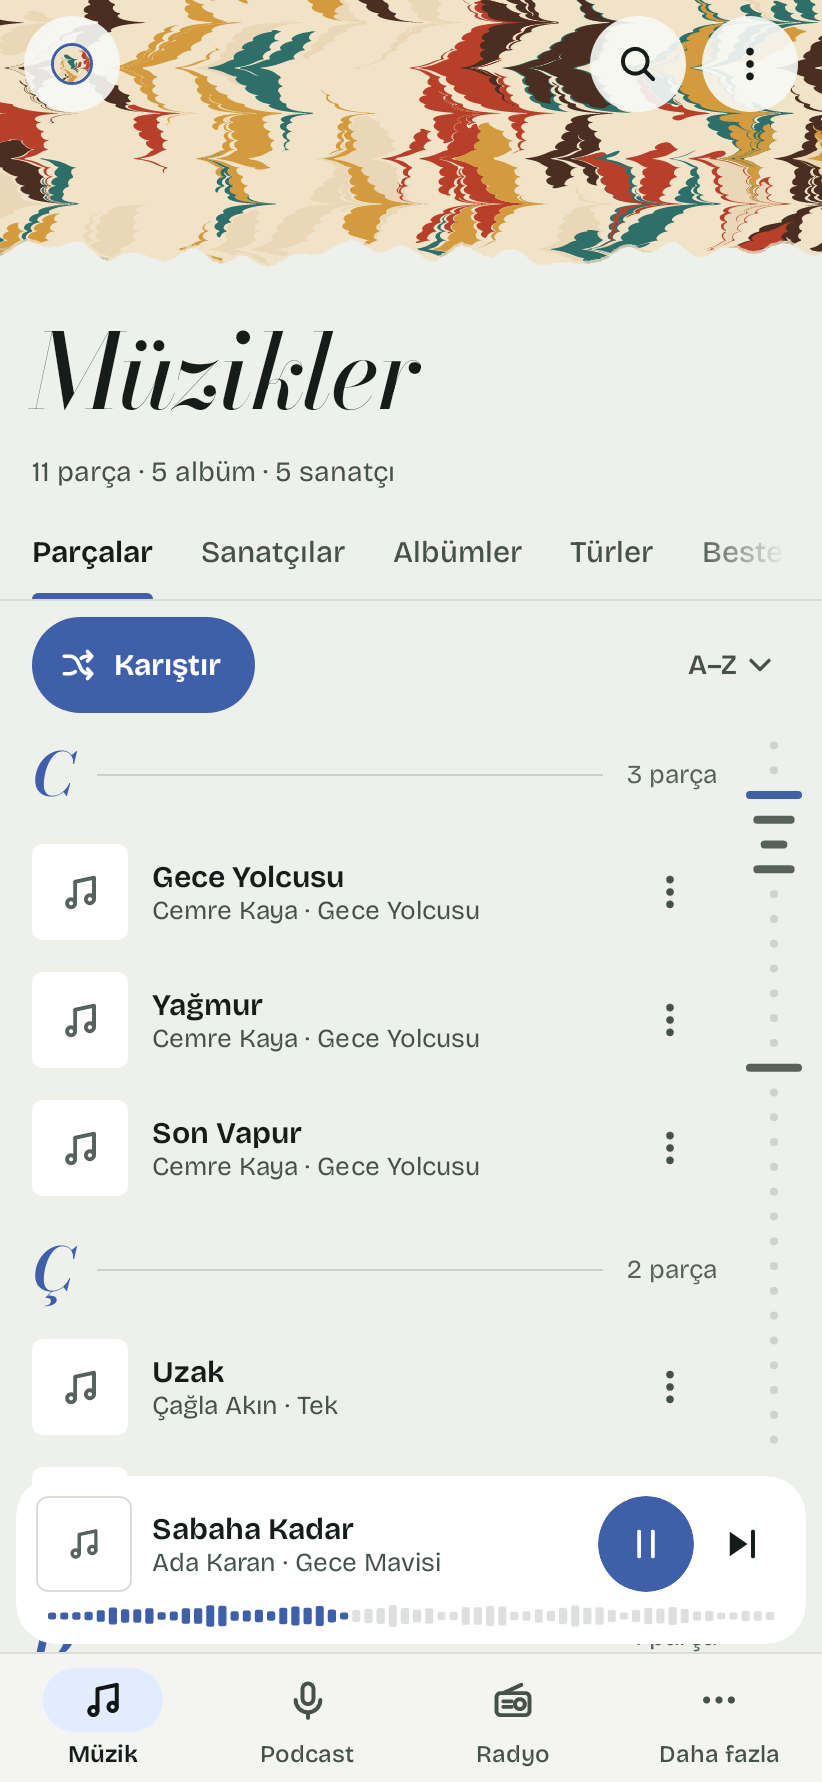 Müzikler
11 parça · 5 albüm · 5 sanatçı
Parçalar Sanatçılar Albümler Türler Beste
Karıştır A–Z
C 3 parça
Gece Yolcusu
Cemre Kaya · Gece Yolcusu
Yağmur
Cemre Kaya · Gece Yolcusu
Son Vapur
Cemre Kaya · Gece Yolcusu
Ç 2 parça
Uzak
Çağla Akın · Tek
Sabaha Kadar
Ada Karan · Gece Mavisi
Müzik Podcast Radyo Daha fazla